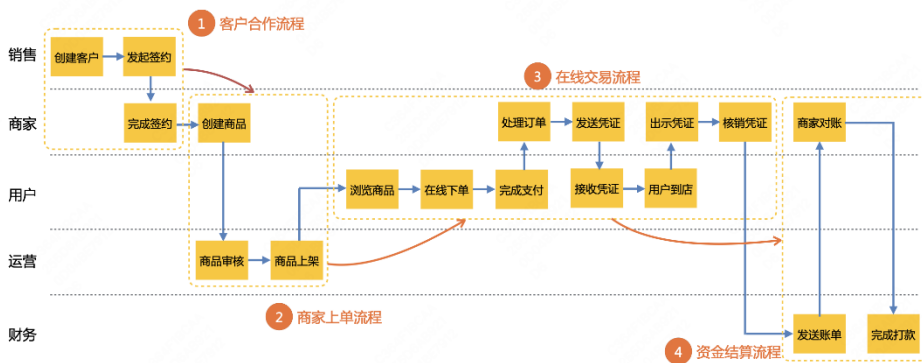 1 客户合作流程
销售
创建客户
发起签约
3 在线交易流程
商家
完成签约
创建商品
处理订单
发送凭证
出示凭证
核销凭证
商家对账
用户
浏览商品
在线下单
完成支付
接收凭证
用户到店
运营
商品审核
商品上架
2 商家上单流程
财务
发送账单
完成打款
4 资金结算流程